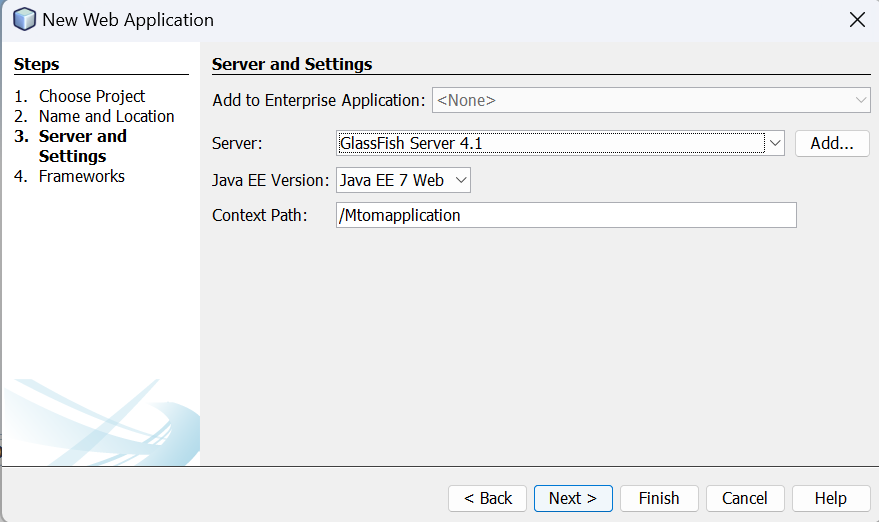 New Web Application
Steps
1. Choose Project
2. Name and Location
3. Server and
Settings
4. Frameworks
Server and Settings
Add to Enterprise Application: <None>
Server: GlassFish Server 4.1 Add...
Java EE Version: Java EE 7 Web
Context Path: /Mtomapplication
< Back Next > Finish Cancel Help